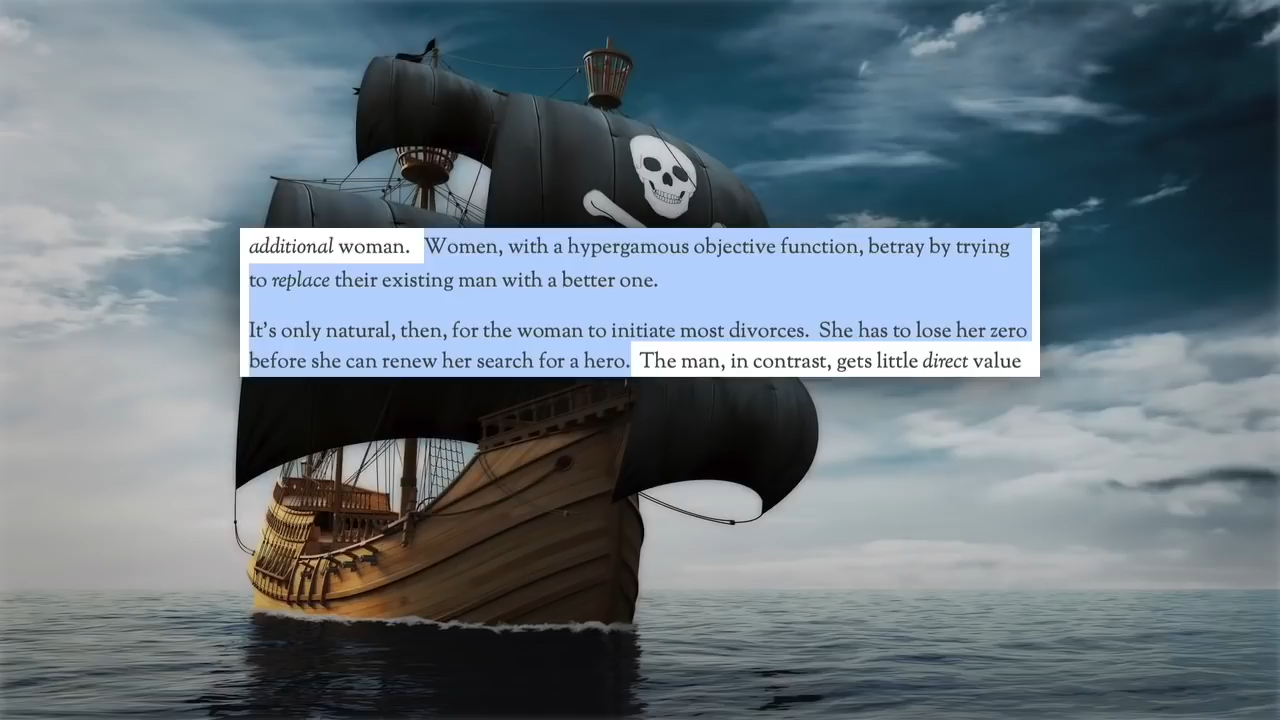 additional woman. Women, with a hypergamous objective function, betray by trying
to replace their existing man with a better one.
It’s only natural, then, for the woman to initiate most divorces. She has to lose her zero
before she can renew her search for a hero. The man, in contrast, gets little direct value